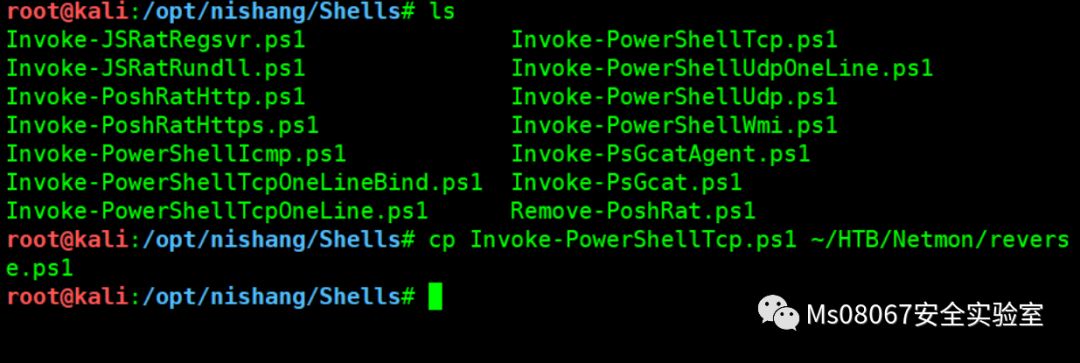 root@kali:/opt/nishang/Shells# ls
Invoke-JSRatRegsvr.ps1 Invoke-PowerShellTcp.ps1
Invoke-JSRatRundll.ps1 Invoke-PowerShellUdpOneLine.ps1
Invoke-PoshRatHttp.ps1 Invoke-PowerShellUdp.ps1
Invoke-PoshRatHttps.ps1 Invoke-PowerShellWmi.ps1
Invoke-PowerShellIcmp.ps1 Invoke-PsGcatAgent.ps1
Invoke-PowerShellTcpOneLineBind.ps1 Invoke-PsGcat.ps1
Invoke-PowerShellTcpOneLine.ps1 Remove-PoshRat.ps1
root@kali:/opt/nishang/Shells# cp Invoke-PowerShellTcp.ps1 ~/HTB/Netmon/revers
e.ps1
root@kali:/opt/nishang/Shells#
Ms08067安全实验室